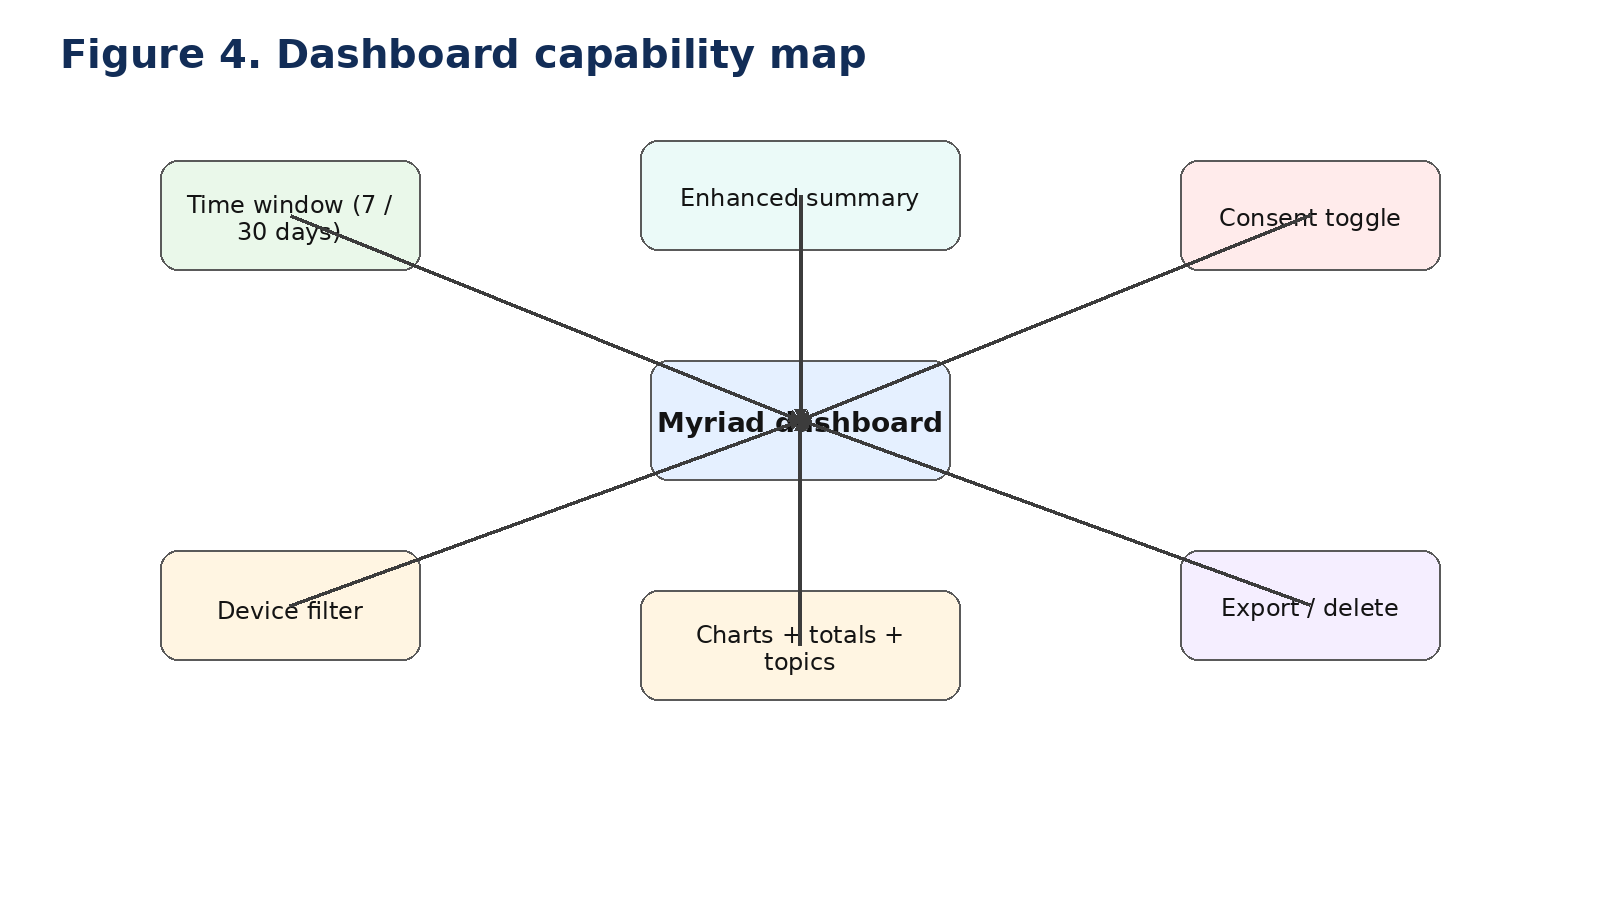 Figure 4. Dashboard capability map
Time window (7 /
30 days)
Enhanced summary
Consent toggle
Myriad dashboard
Device filter
Charts + totals +
topics
Export / delete